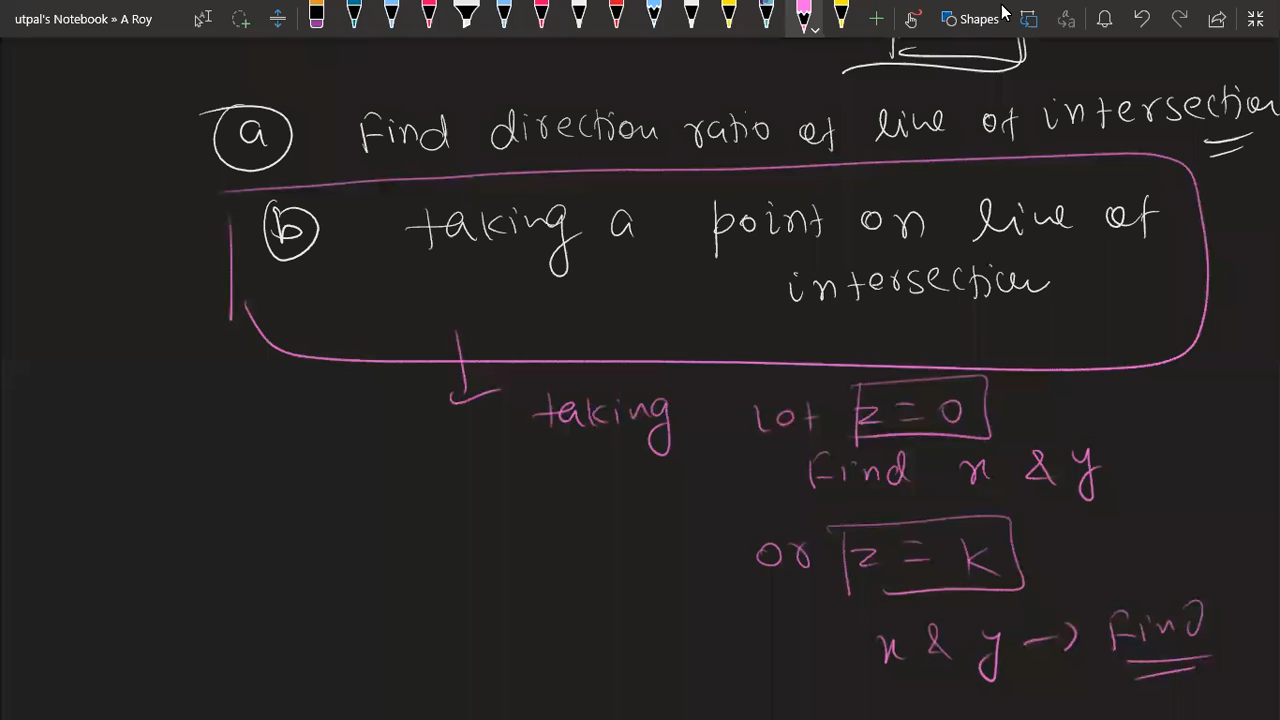 utpal's Notebook » A Roy
Shapes
a Find direction ratio of line of intersection
b taking a point on line of
intersection
taking let z = 0
Find x & y
or z = k
x & y → Find